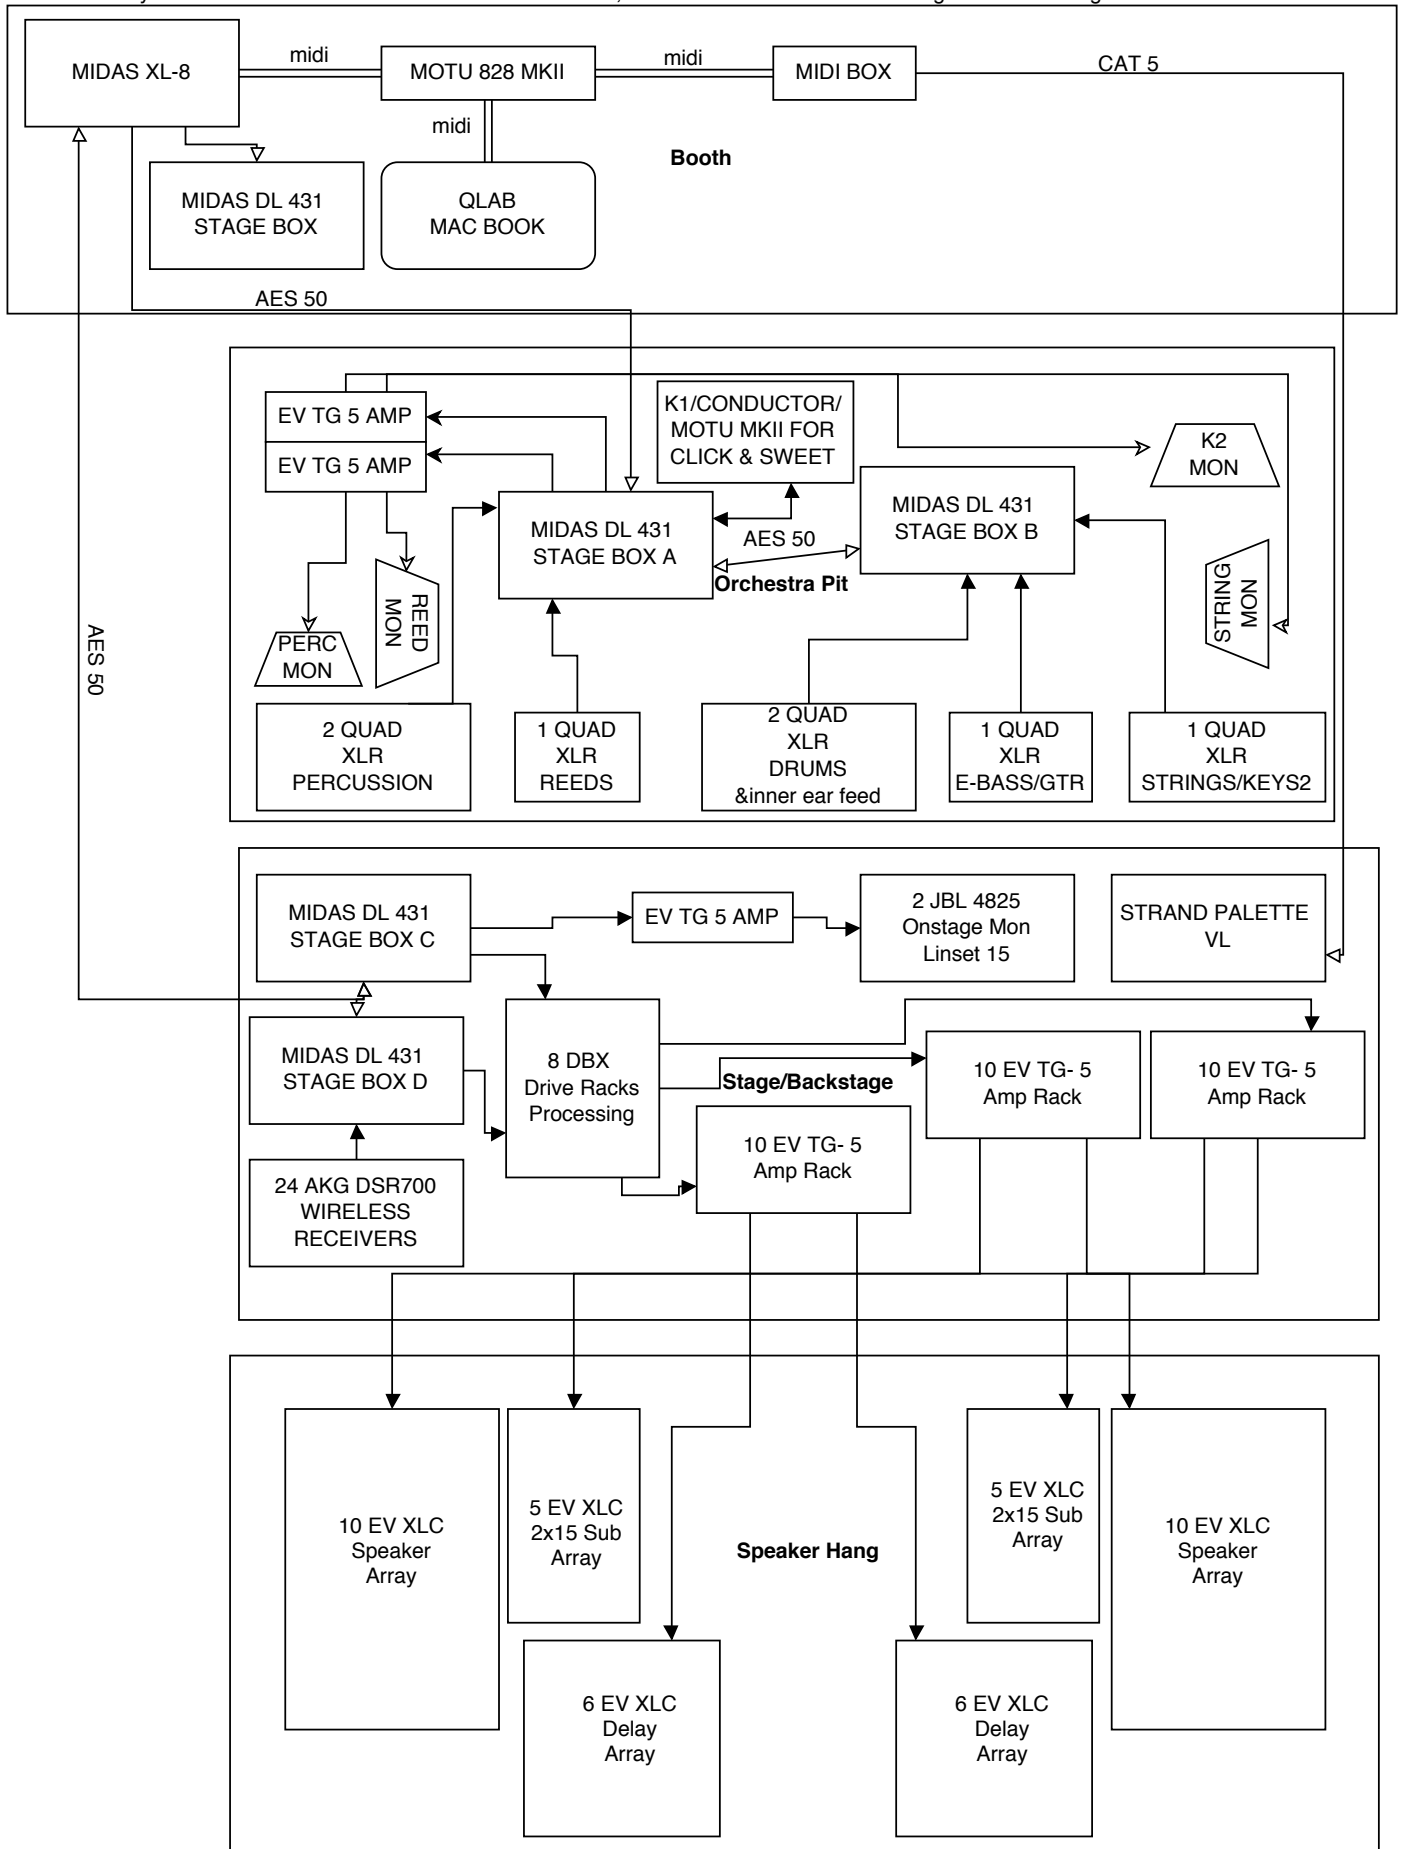 MIDAS XL-8
midi
MOTU 828 MKII
midi
MIDI BOX
CAT 5
midi
Booth
MIDAS DL 431
STAGE BOX
QLAB
MAC BOOK
AES 50
EV TG 5 AMP
EV TG 5 AMP
K1/CONDUCTOR/
MOTU MKII FOR
CLICK & SWEET
K2
MON
MIDAS DL 431
STAGE BOX A
AES 50
MIDAS DL 431
STAGE BOX B
Orchestra Pit
STRING
MON
REED
MON
PERC
MON
AES 50
2 QUAD
XLR
PERCUSSION
1 QUAD
XLR
REEDS
2 QUAD
XLR
DRUMS
&inner ear feed
1 QUAD
XLR
E-BASS/GTR
1 QUAD
XLR
STRINGS/KEYS2
MIDAS DL 431
STAGE BOX C
EV TG 5 AMP
2 JBL 4825
Onstage Mon
Linset 15
STRAND PALETTE
VL
MIDAS DL 431
STAGE BOX D
8 DBX
Drive Racks
Processing
Stage/Backstage
10 EV TG- 5
Amp Rack
10 EV TG- 5
Amp Rack
10 EV TG- 5
Amp Rack
24 AKG DSR700
WIRELESS
RECEIVERS
10 EV XLC
Speaker
Array
5 EV XLC
2x15 Sub
Array
Speaker Hang
5 EV XLC
2x15 Sub
Array
10 EV XLC
Speaker
Array
6 EV XLC
Delay
Array
6 EV XLC
Delay
Array